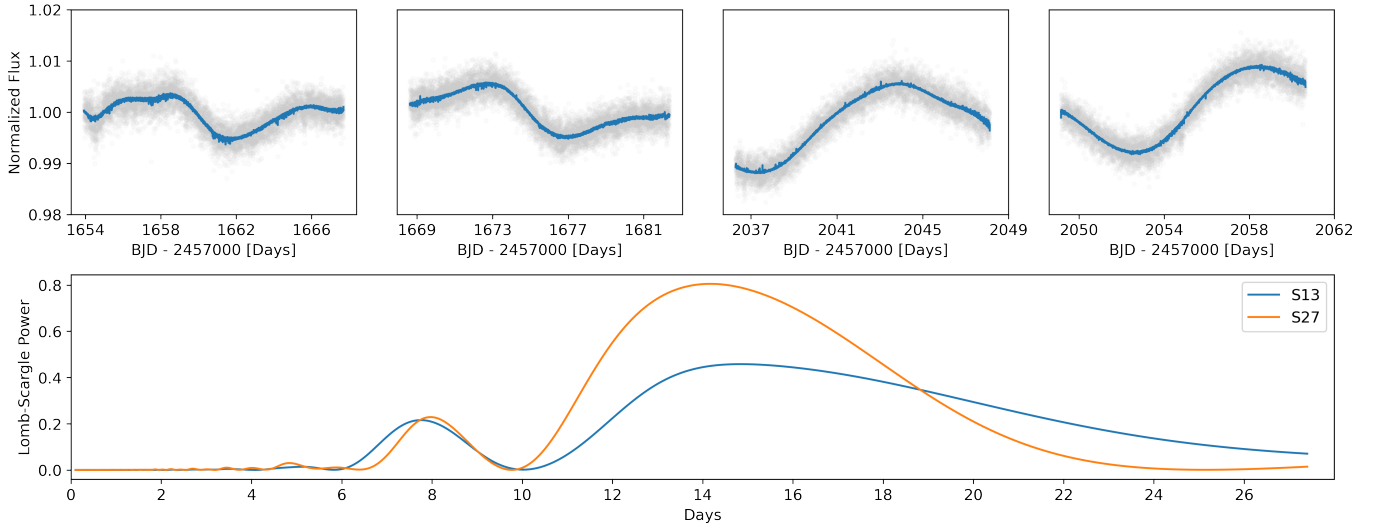 Normalized Flux
1.02
1.01
1.00
0.99
0.98
1654 1658 1662 1666
BJD - 2457000 [Days]
1669 1673 1677 1681
BJD - 2457000 [Days]
2037 2041 2045 2049
BJD - 2457000 [Days]
2050 2054 2058 2062
BJD - 2457000 [Days]
Lomb-Scargle Power
0.8
0.6
0.4
0.2
0.0
S13
S27
0 2 4 6 8 10 12 14 16 18 20 22 24 26
Days